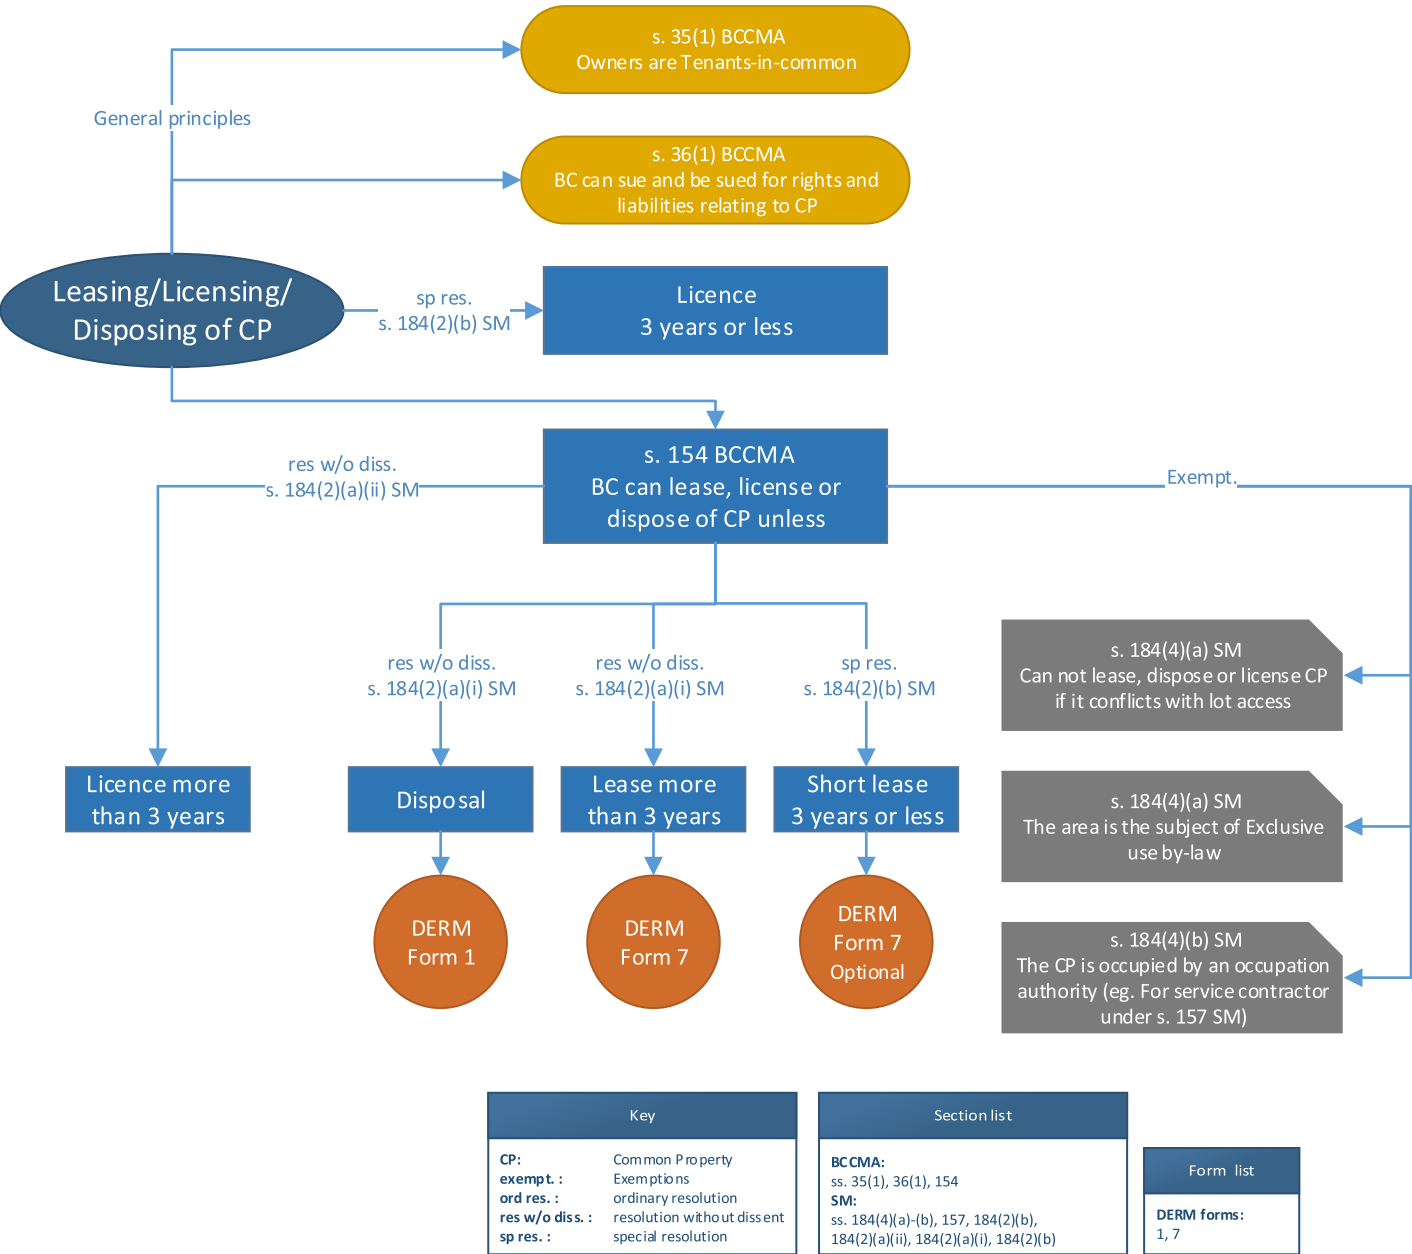 s. 35(1) BCCMA
Owners are Tenants-in-common
General principles
s. 36(1) BCCMA
BC can sue and be sued for rights and
liabilities relating to CP
Leasing/Licensing/
Disposing of CP
sp res.
s. 184(2)(b) SM
Licence
3 years or less
s. 154 BCCMA
BC can lease, license or
dispose of CP unless
res w/o diss.
s. 184(2)(a)(ii) SM
Exempt.
res w/o diss.
s. 184(2)(a)(i) SM
res w/o diss.
s. 184(2)(a)(i) SM
sp res.
s. 184(2)(b) SM
s. 184(4)(a) SM
Can not lease, dispose or license CP
if it conflicts with lot access
Licence more
than 3 years
Disposal
Lease more
than 3 years
Short lease
3 years or less
s. 184(4)(a) SM
The area is the subject of Exclusive
use by-law
DERM
Form 1
DERM
Form 7
DERM
Form 7
Optional
s. 184(4)(b) SM
The CP is occupied by an occupation
authority (eg. For service contractor
under s. 157 SM)
Key
CP: Common Property
exempt. : Exemptions
ord res. : ordinary resolution
res w/o diss. : resolution without dissent
sp res. : special resolution
Section list
BCCMA:
ss. 35(1), 36(1), 154
SM:
ss. 184(4)(a)-(b), 157, 184(2)(b),
184(2)(a)(ii), 184(2)(a)(i), 184(2)(b)
Form list
DERM forms:
1, 7